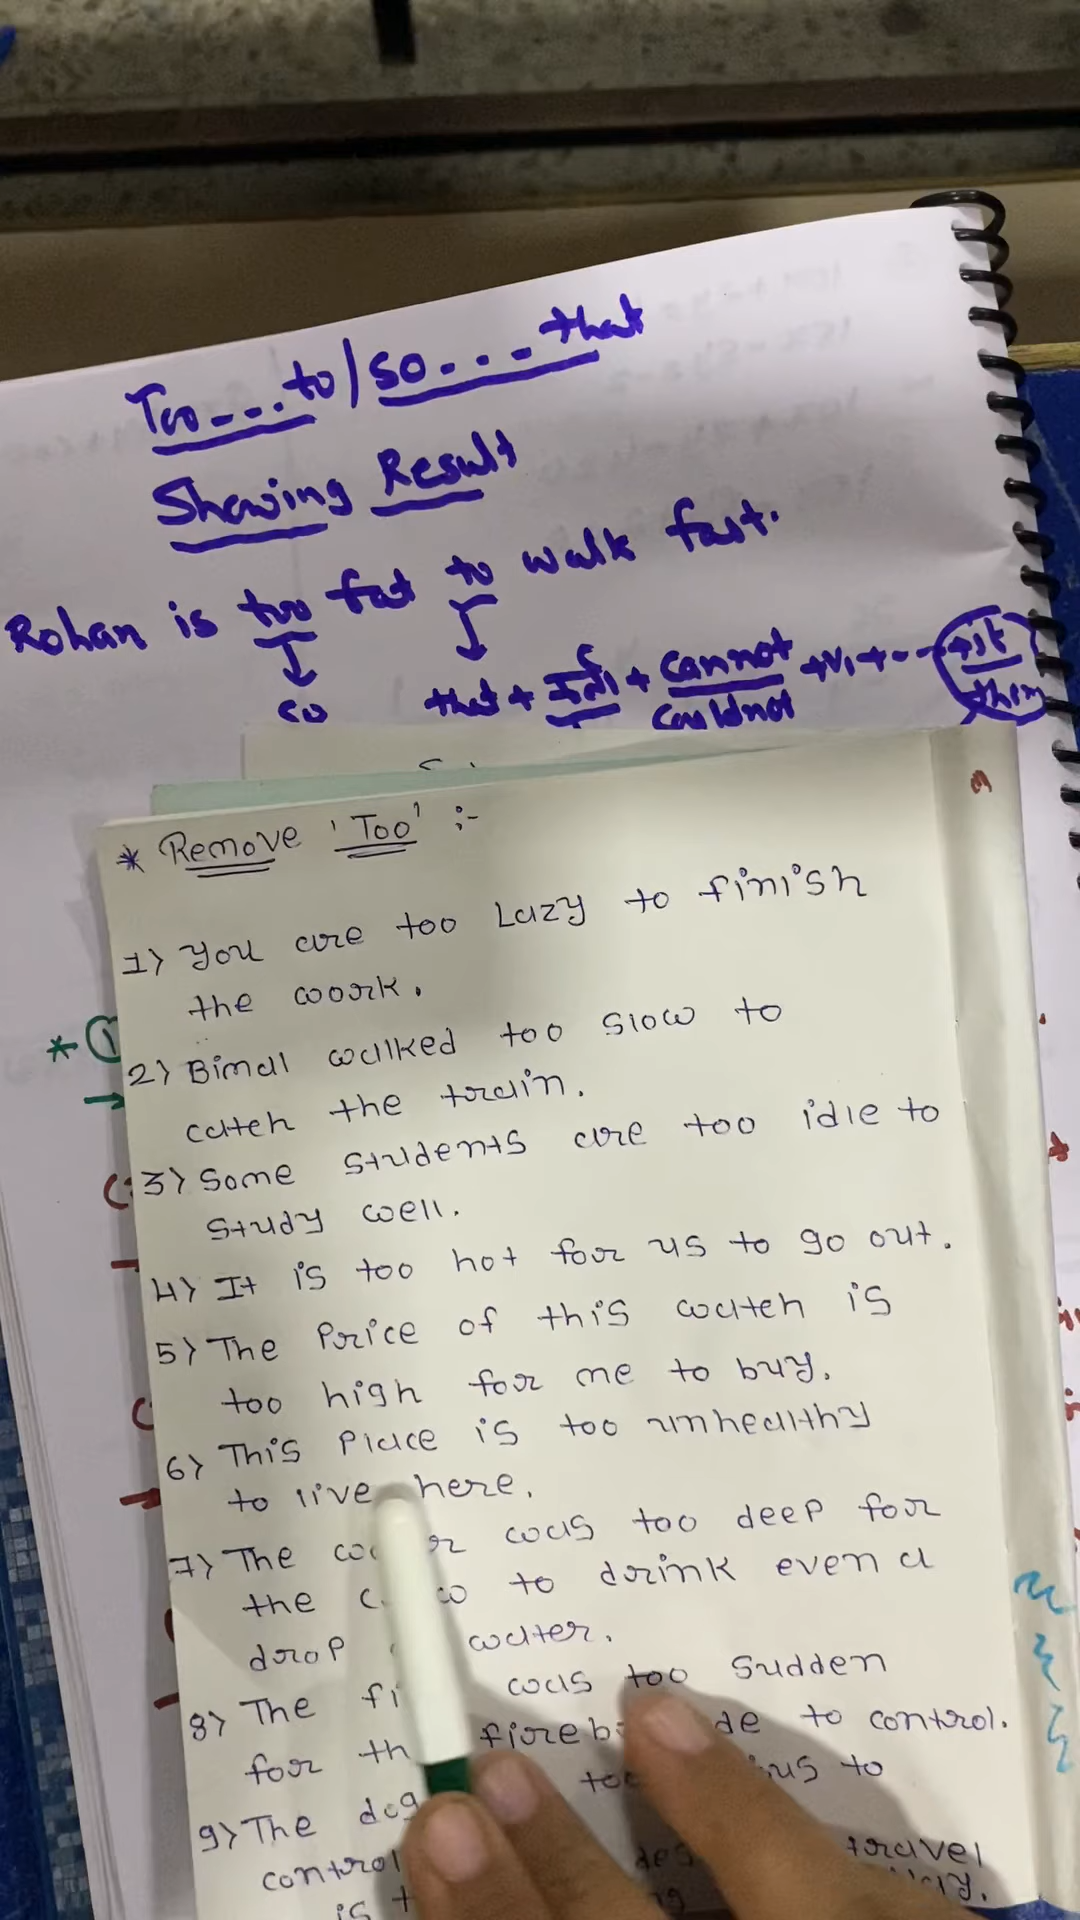 Too---to/so---that
Showing Result
Rohan is too fat to walk fast.
so
that + + cannot + V1 + -- + it
couldnot
them
* Remove 'Too' :-
1) You are too Lazy to finish
the work.
2) Bimal walked too slow to
catch the train.
3) Some students are too idle to
study well.
4) It is too hot for us to go out.
5) The Price of this watch is
too high for me to buy.
6) This Place is too unhealthy
to live here.
7) The was too deep for
the to drink even a
drop water.
8) The was too sudden
for to control.
9) The dog to
control travel
is